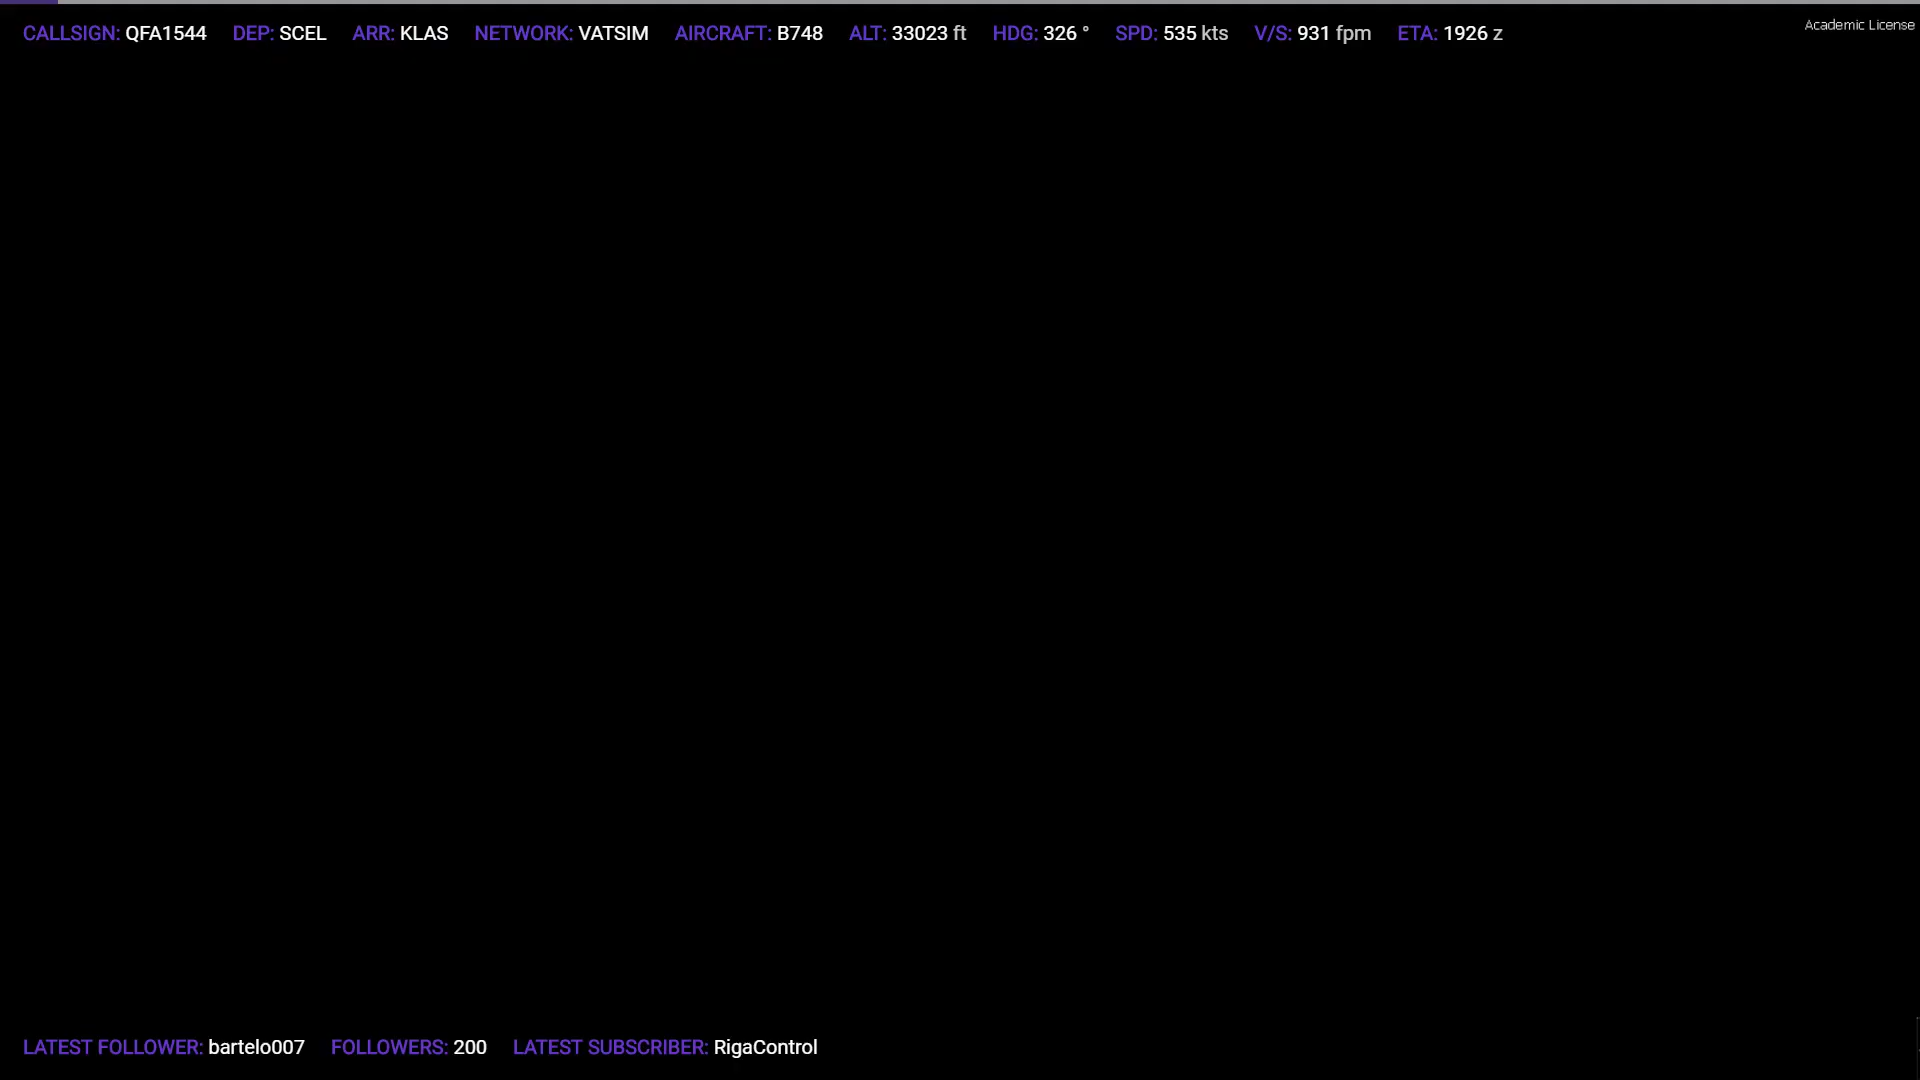 CALLSIGN: QFA1544 DEP: SCEL ARR: KLAS NETWORK: VATSIM AIRCRAFT: B748 ALT: 33023 ft HDG: 326 ° SPD: 535 kts V/S: 931 fpm ETA: 1926 z
Academic License
LATEST FOLLOWER: bartelo007 FOLLOWERS: 200 LATEST SUBSCRIBER: RigaControl